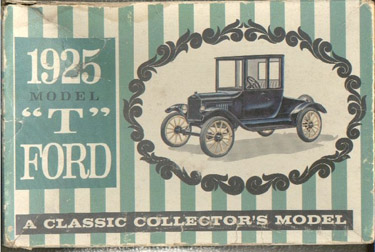 1925
MODEL
"T"
FORD
A CLASSIC COLLECTOR'S MODEL